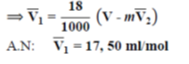 ⇒ V̅₁ = 18/1000 (V - mV̅₂)
A.N: V̅₁ = 17, 50 ml/mol